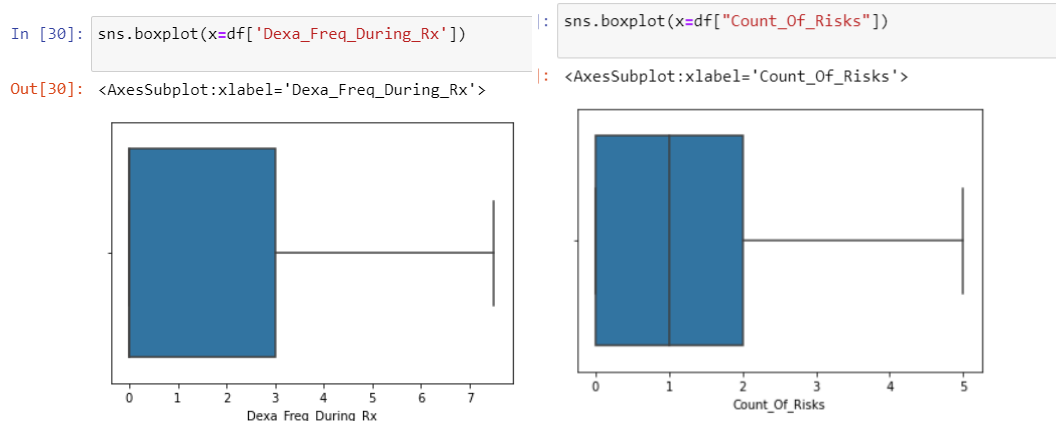 In [30]: sns.boxplot(x=df['Dexa_Freq_During_Rx'])
Out[30]: <AxesSubplot:xlabel='Dexa_Freq_During_Rx'>
0 1 2 3 4 5 6 7
Dexa_Freq_During_Rx
]: sns.boxplot(x=df["Count_Of_Risks"])
]: <AxesSubplot:xlabel='Count_Of_Risks'>
0 1 2 3 4 5
Count_Of_Risks